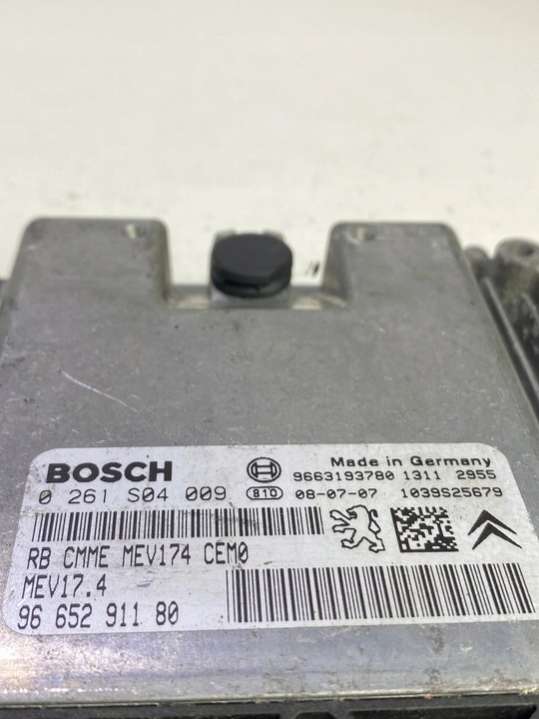 BOSCH
Made in Germany
9663193780 1311 2955
0 261 S04 009
810 08-07-07 1039S25679
RB CMME MEV174 CEM0
MEV17.4
96 652 911 80